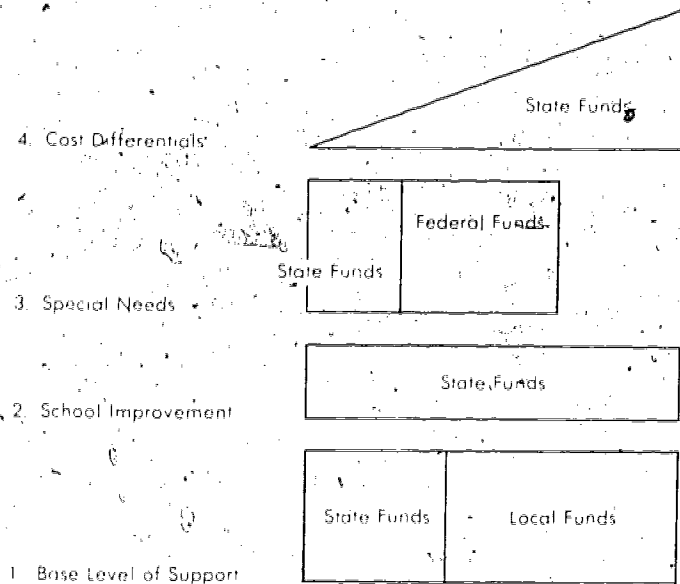 State Funds
4. Cost Differentials
Federal Funds
State Funds
3. Special Needs
State Funds
2. School Improvement
State Funds
Local Funds
1 Base Level of Support